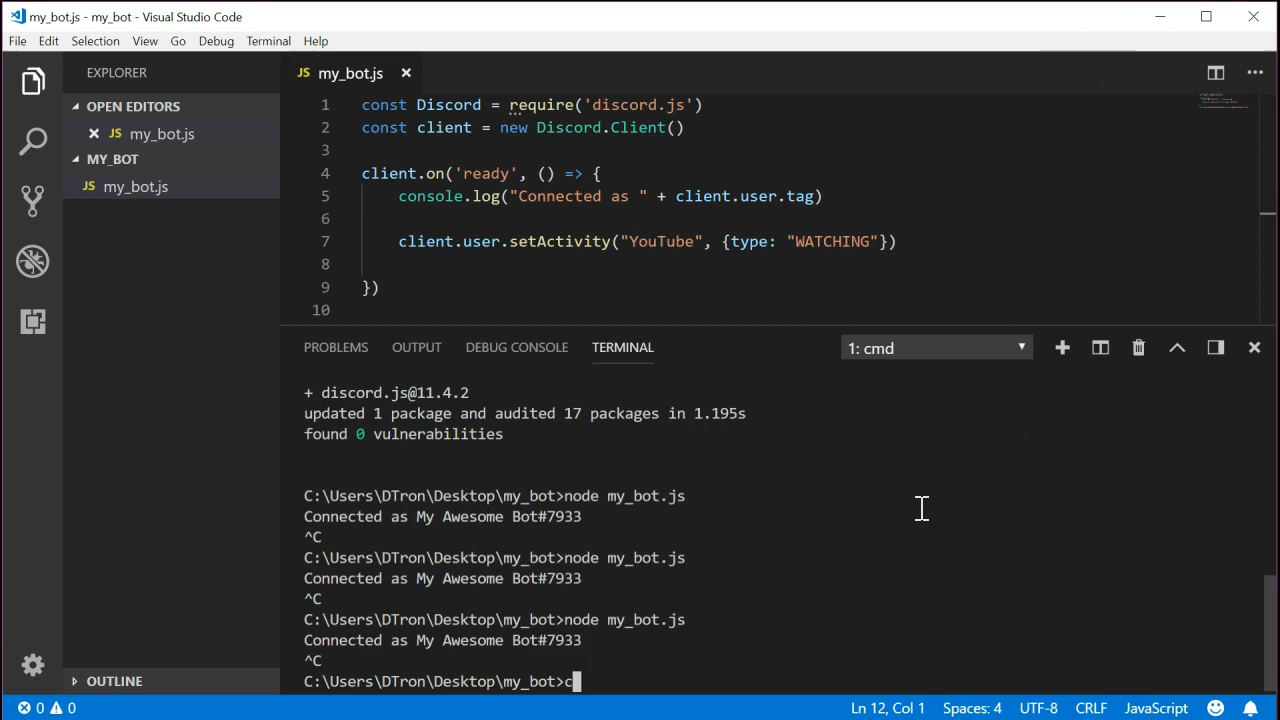 my_bot.js - my_bot - Visual Studio Code
File Edit Selection View Go Debug Terminal Help
EXPLORER
OPEN EDITORS
JS my_bot.js
MY_BOT
JS my_bot.js
OUTLINE
JS my_bot.js
1 const Discord = require('discord.js')
2 const client = new Discord.Client()
3
4 client.on('ready', () => {
5 console.log("Connected as " + client.user.tag)
6
7 client.user.setActivity("YouTube", {type: "WATCHING"})
8
9 })
10
PROBLEMS OUTPUT DEBUG CONSOLE TERMINAL 1: cmd
+ discord.js@11.4.2
updated 1 package and audited 17 packages in 1.195s
found 0 vulnerabilities
C:\Users\DTron\Desktop\my_bot>node my_bot.js
Connected as My Awesome Bot#7933
^C
C:\Users\DTron\Desktop\my_bot>node my_bot.js
Connected as My Awesome Bot#7933
^C
C:\Users\DTron\Desktop\my_bot>node my_bot.js
Connected as My Awesome Bot#7933
^C
C:\Users\DTron\Desktop\my_bot>c
0 0 Ln 12, Col 1 Spaces: 4 UTF-8 CRLF JavaScript